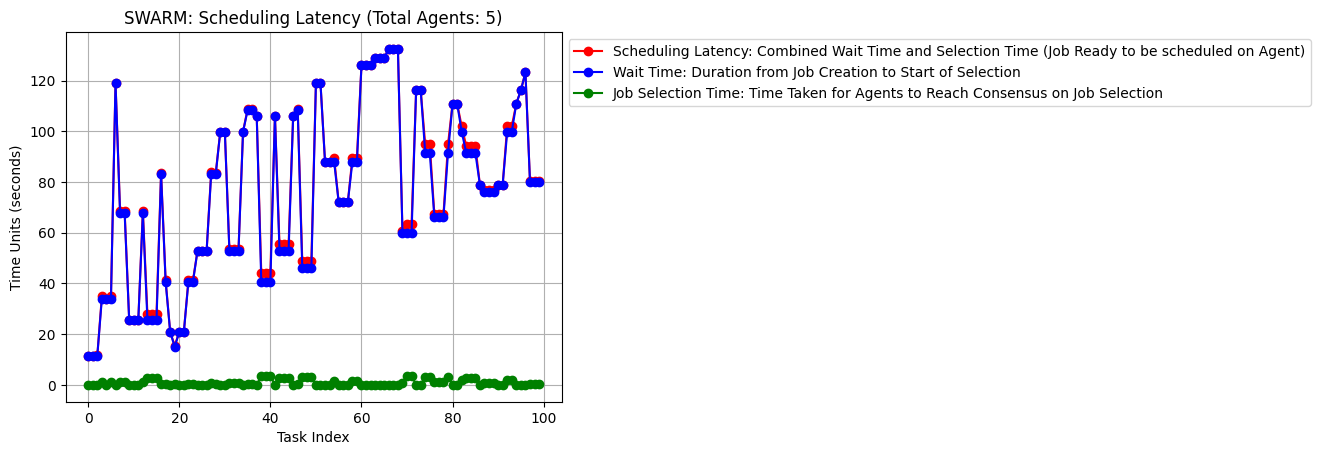 SWARM: Scheduling Latency (Total Agents: 5)
Scheduling Latency: Combined Wait Time and Selection Time (Job Ready to be scheduled on Agent)
Wait Time: Duration from Job Creation to Start of Selection
Job Selection Time: Time Taken for Agents to Reach Consensus on Job Selection
Time Units (seconds)
120
100
80
60
40
20
0
0 20 40 60 80 100
Task Index